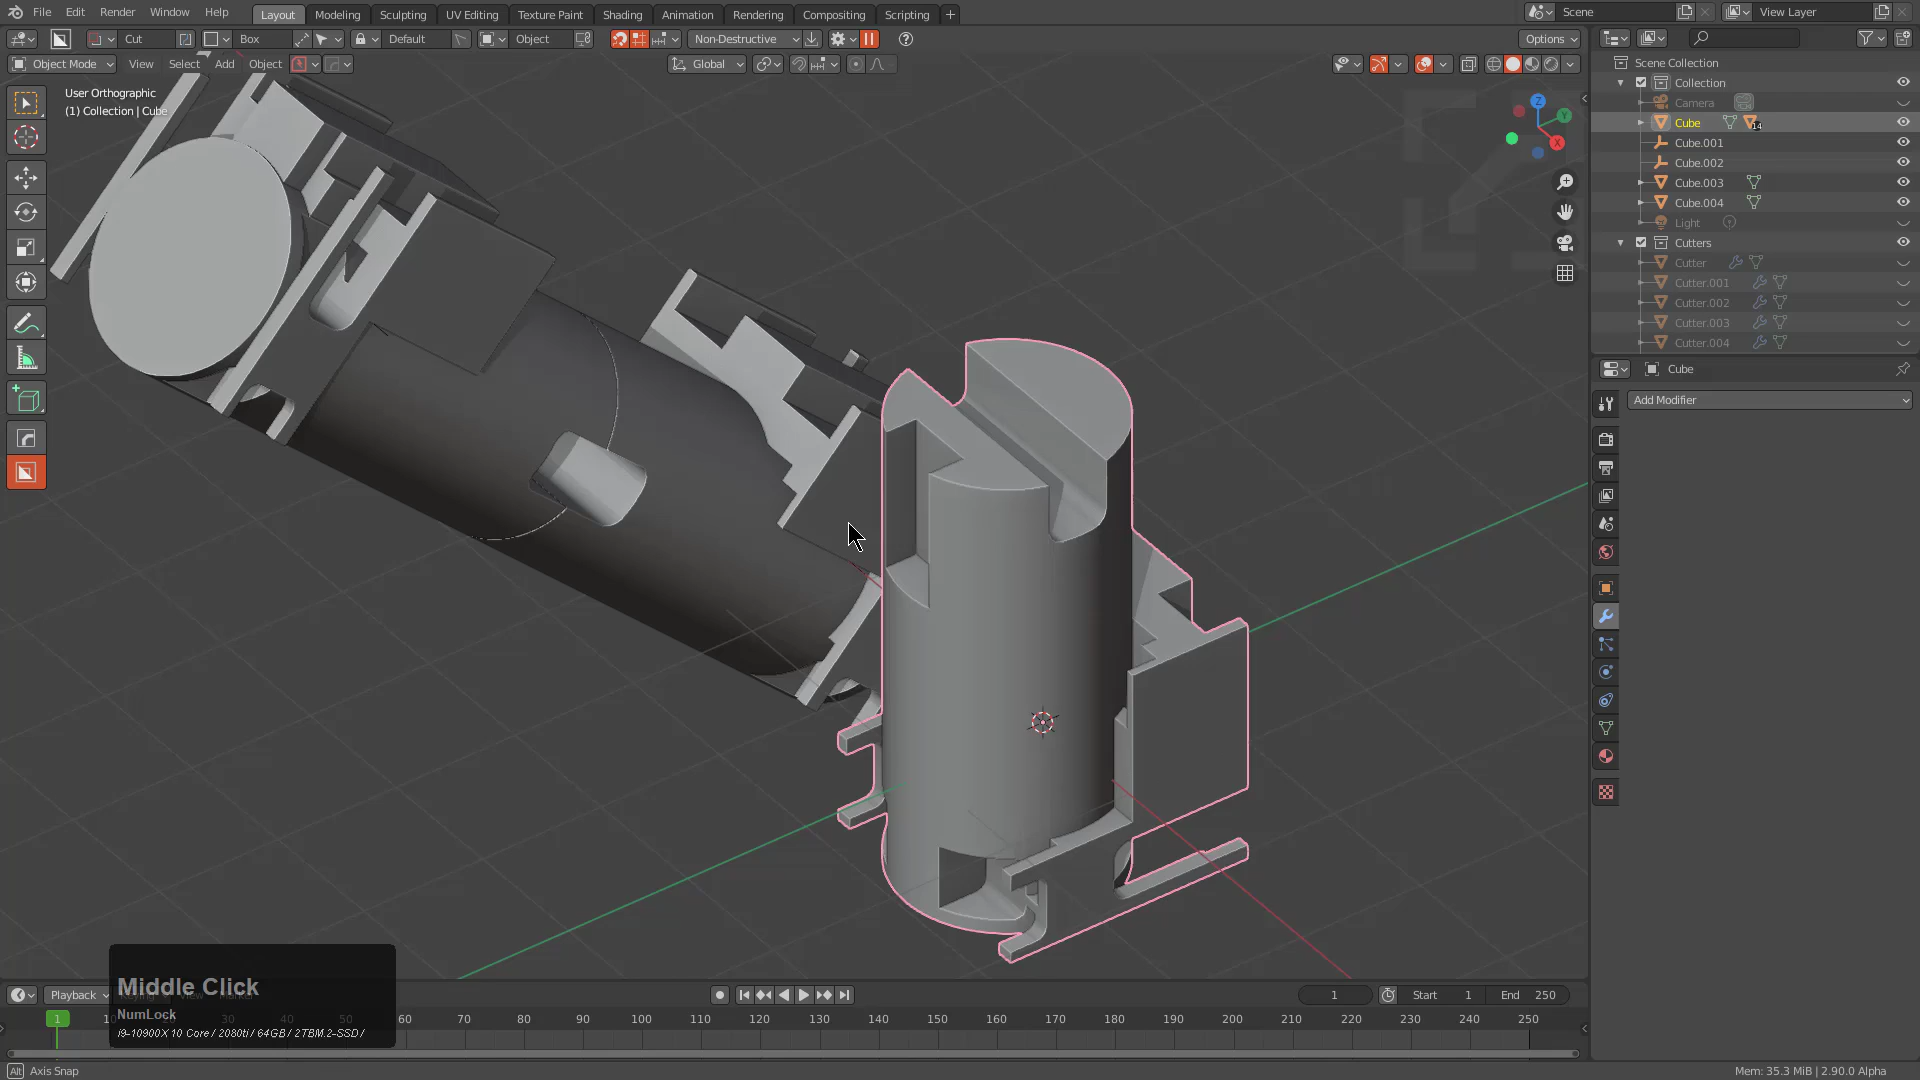 File Edit Render Window Help Layout Modeling Sculpting UV Editing Texture Paint Shading Animation Rendering Compositing Scripting + Scene View Layer
Cut Box Default Object Non-Destructive Options
Object Mode View Select Add Object Global
User Orthographic
(1) Collection | Cube
Z
Y
X
Scene Collection
Collection
Camera
Cube 14
Cube.001
Cube.002
Cube.003
Cube.004
Light
Cutters
Cutter
Cutter.001
Cutter.002
Cutter.003
Cutter.004
Cube
Add Modifier
Middle Click
NumLock
i9-10900X 10 Core / 2080ti / 64GB / 2TBM.2-SSD /
Playback Keying View Marker 1 Start 1 End 250
1 60 70 80 90 100 110 120 130 140 150 160 170 180 190 200 210 220 230 240 250
Alt Axis Snap Mem: 35.3 MiB | 2.90.0 Alpha